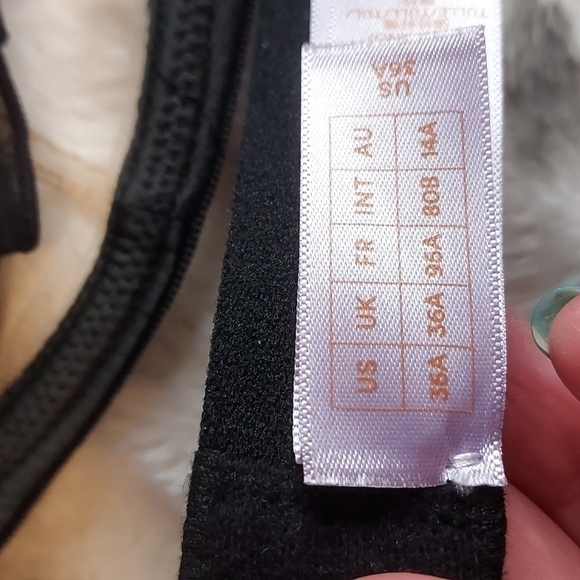 US
36A
US UK FR INT AU
36A 36A 95A 80B 14A